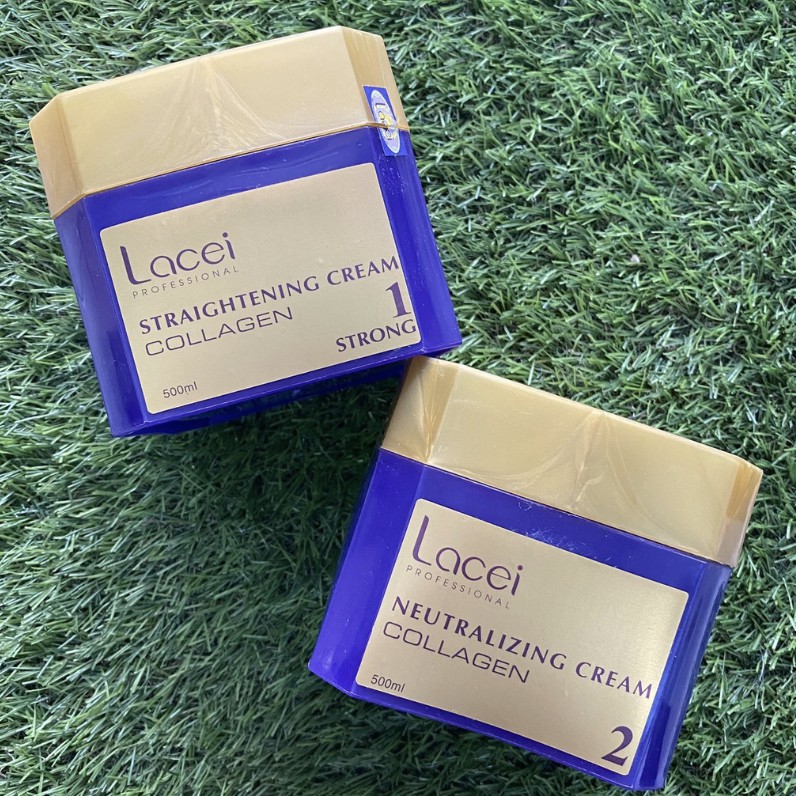 Lacei
PROFESSIONAL
STRAIGHTENING CREAM
COLLAGEN
1
STRONG
500ml
Lacei
PROFESSIONAL
NEUTRALIZING CREAM
COLLAGEN
500ml
2